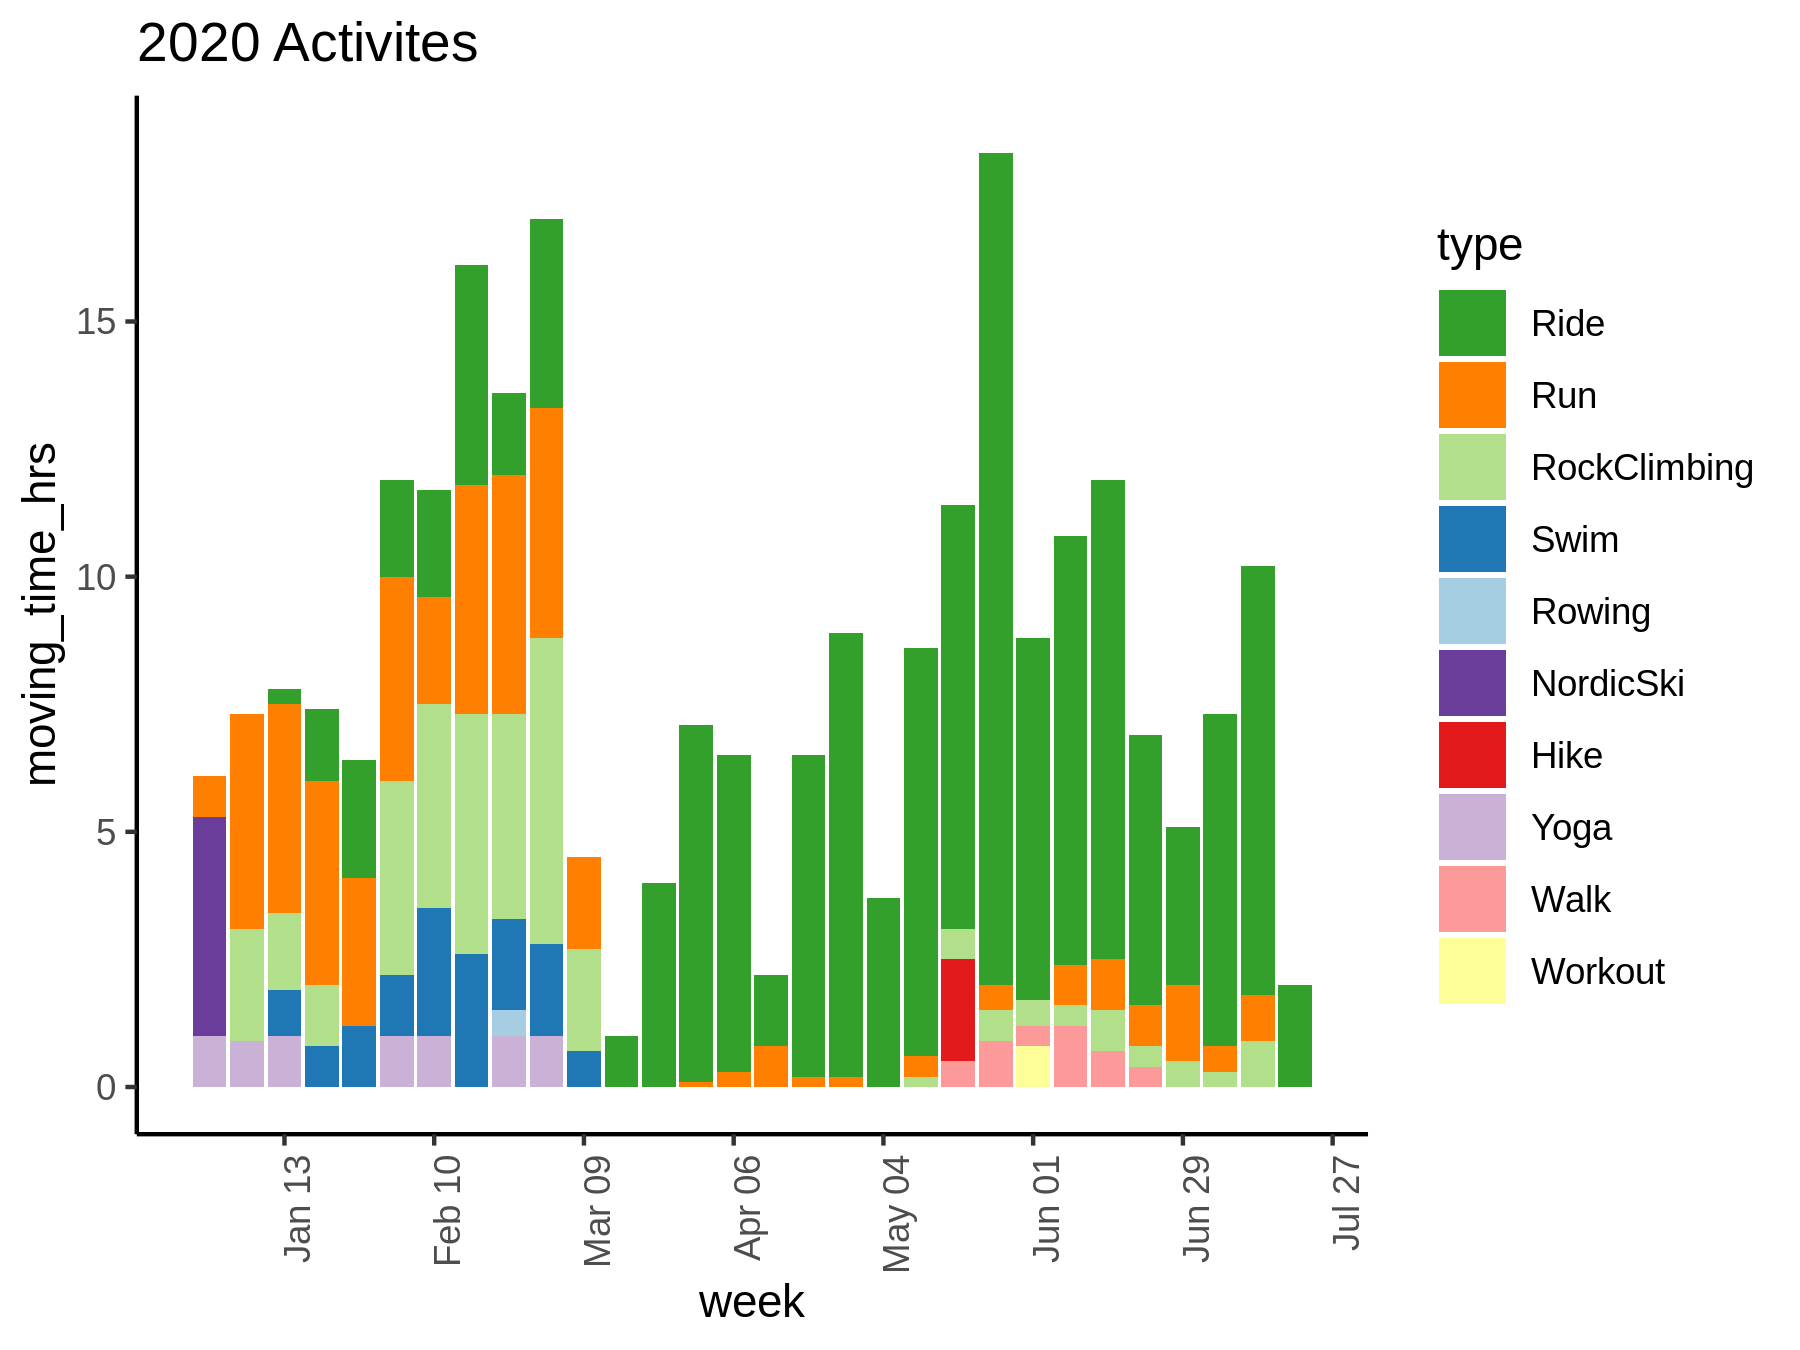 2020 Activites
moving_time_hrs
15
10
5
0
Jan 13
Feb 10
Mar 09
Apr 06
May 04
Jun 01
Jun 29
Jul 27
week
type
Ride
Run
RockClimbing
Swim
Rowing
NordicSki
Hike
Yoga
Walk
Workout